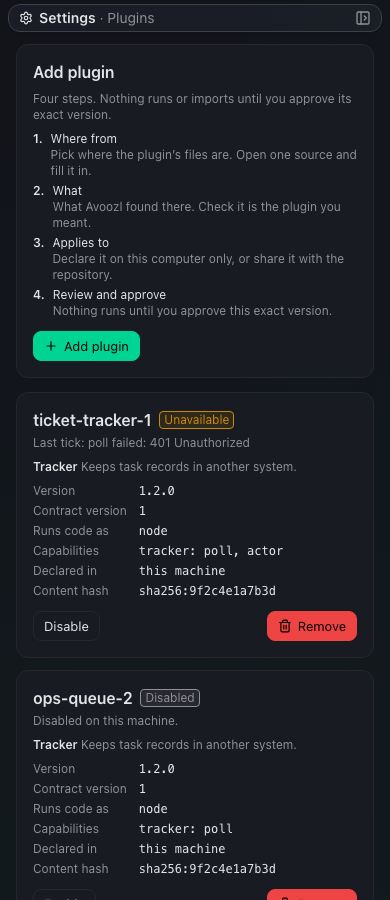 Settings · Plugins
Add plugin
Four steps. Nothing runs or imports until you approve its
exact version.
1. Where from
Pick where the plugin's files are. Open one source and
fill it in.
2. What
What Avoozl found there. Check it is the plugin you
meant.
3. Applies to
Declare it on this computer only, or share it with the
repository.
4. Review and approve
Nothing runs until you approve this exact version.
+ Add plugin
ticket-tracker-1 Unavailable
Last tick: poll failed: 401 Unauthorized
Tracker Keeps task records in another system.
Version 1.2.0
Contract version 1
Runs code as node
Capabilities tracker: poll, actor
Declared in this machine
Content hash sha256:9f2c4e1a7b3d
Disable Remove
ops-queue-2 Disabled
Disabled on this machine.
Tracker Keeps task records in another system.
Version 1.2.0
Contract version 1
Runs code as node
Capabilities tracker: poll
Declared in this machine
Content hash sha256:9f2c4e1a7b3d